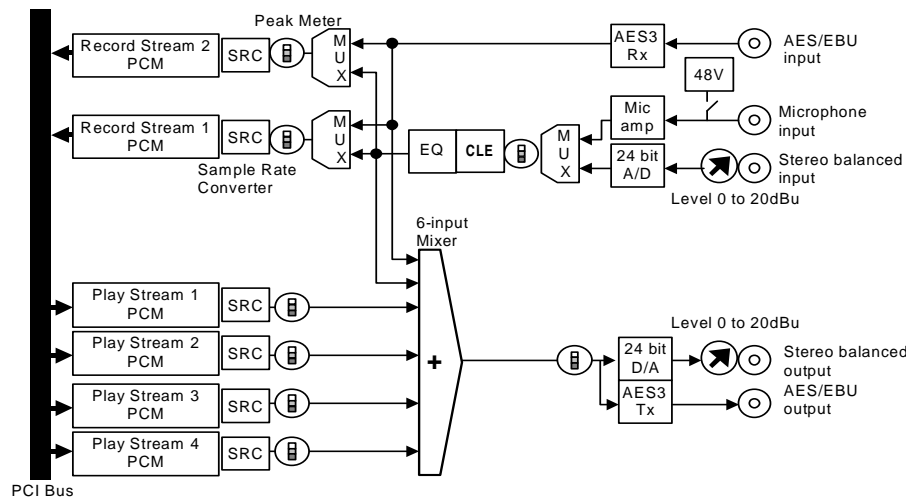 Peak Meter
Record Stream 2
PCM
SRC
M
U
X
AES3
Rx
AES/EBU
input
48V
Record Stream 1
PCM
SRC
M
U
X
EQ
CLE
M
U
X
Mic
amp
Microphone
input
24 bit
A/D
Stereo balanced
input
Sample Rate
Converter
Level 0 to 20dBu
6-input
Mixer
Play Stream 1
PCM
SRC
Play Stream 2
PCM
SRC
+
Level 0 to 20dBu
24 bit
D/A
Stereo balanced
output
Play Stream 3
PCM
SRC
AES3
Tx
AES/EBU
output
Play Stream 4
PCM
SRC
PCI Bus